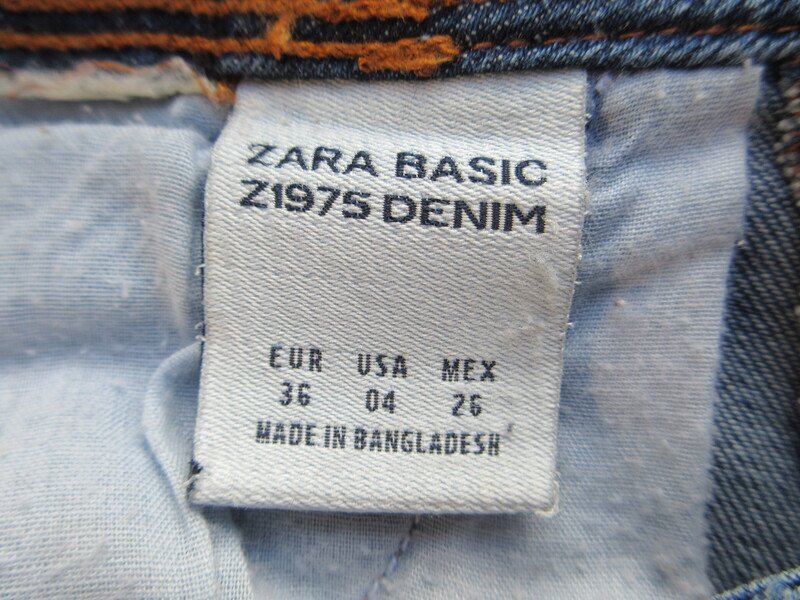 ZARA BASIC
Z1975 DENIM
EUR USA MEX
36 04 26
MADE IN BANGLADESH